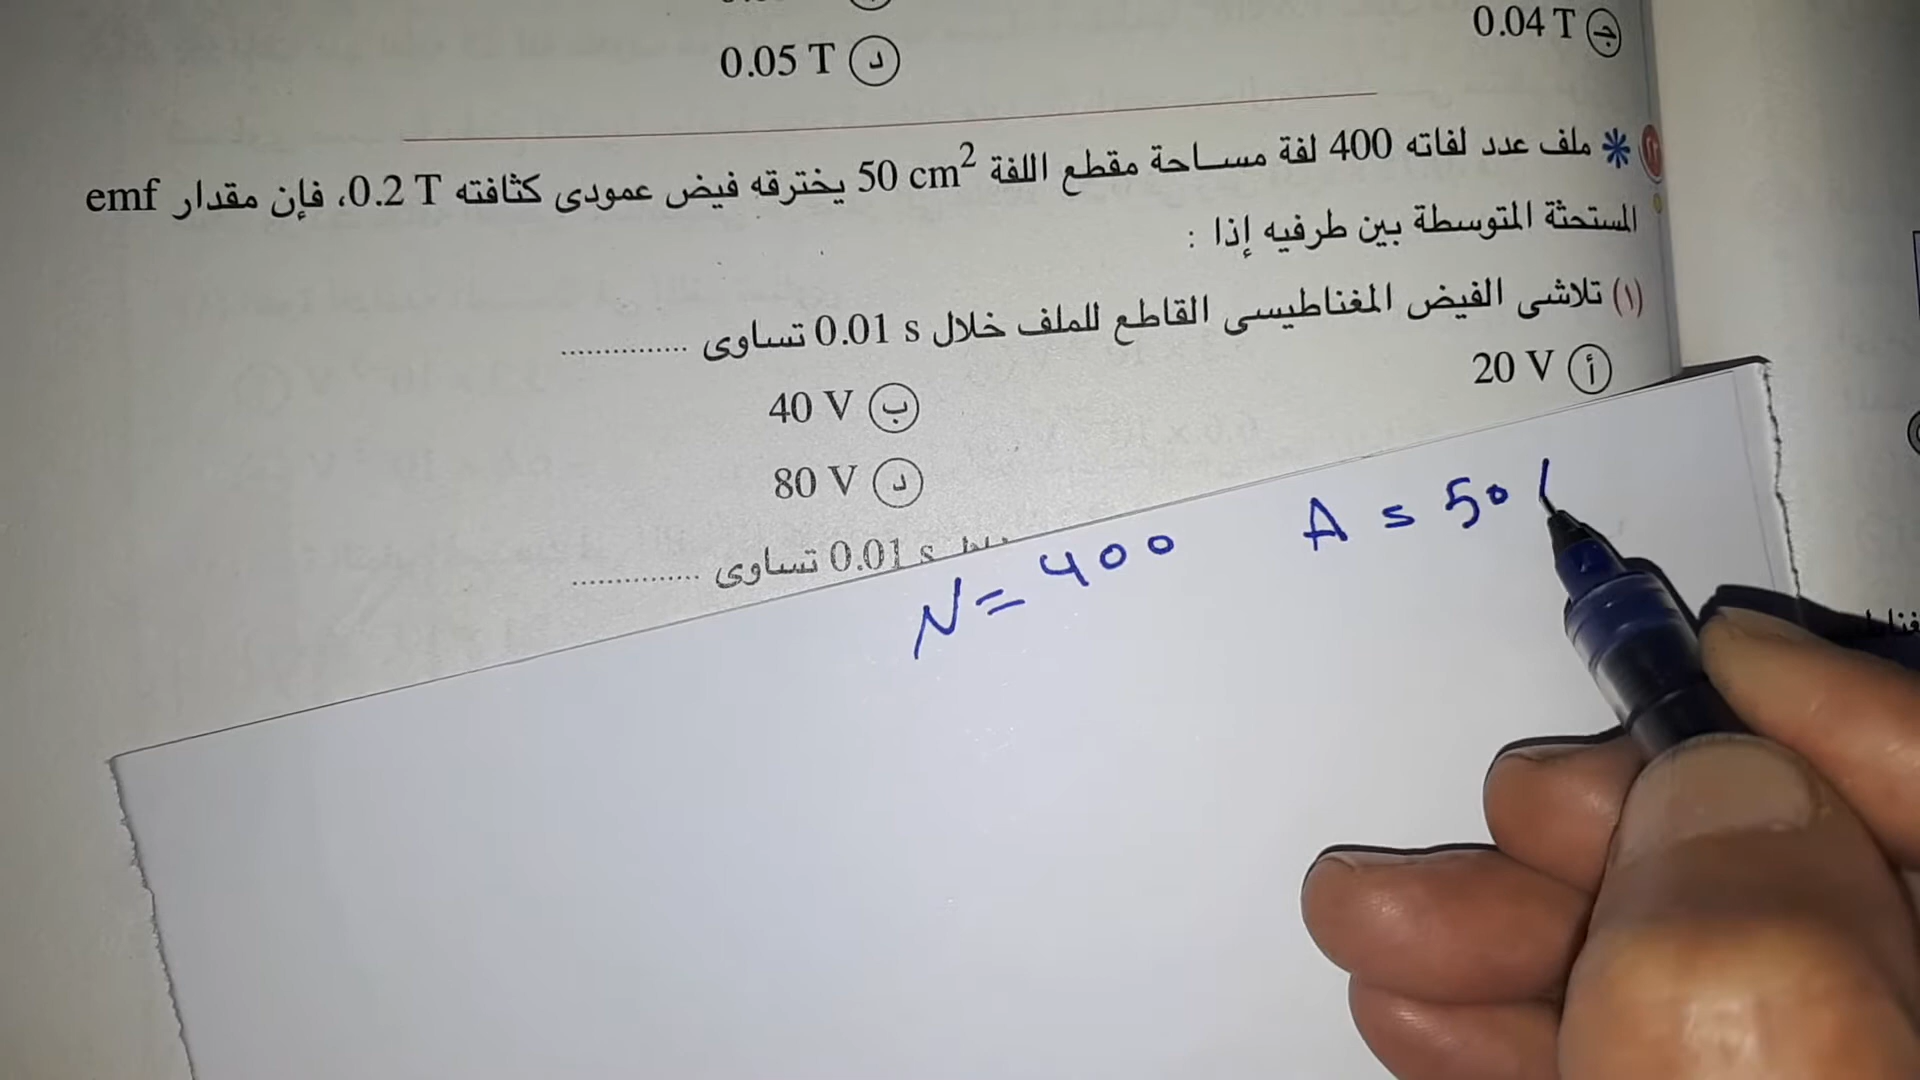 0.04 T ج
0.05 T د
* ملف عدد لفاته 400 لفة مساحة مقطع اللفة 50 cm² يخترقه فيض عمودى كثافته 0.2 T، فإن مقدار emf
المستحثة المتوسطة بين طرفيه إذا :
(١) تلاشى الفيض المغناطيسى القاطع للملف خلال 0.01 s تساوى ...............
أ 20 V
ب 40 V
د 80 V
0.01 s تساوى ...............
N = 400 A = 50